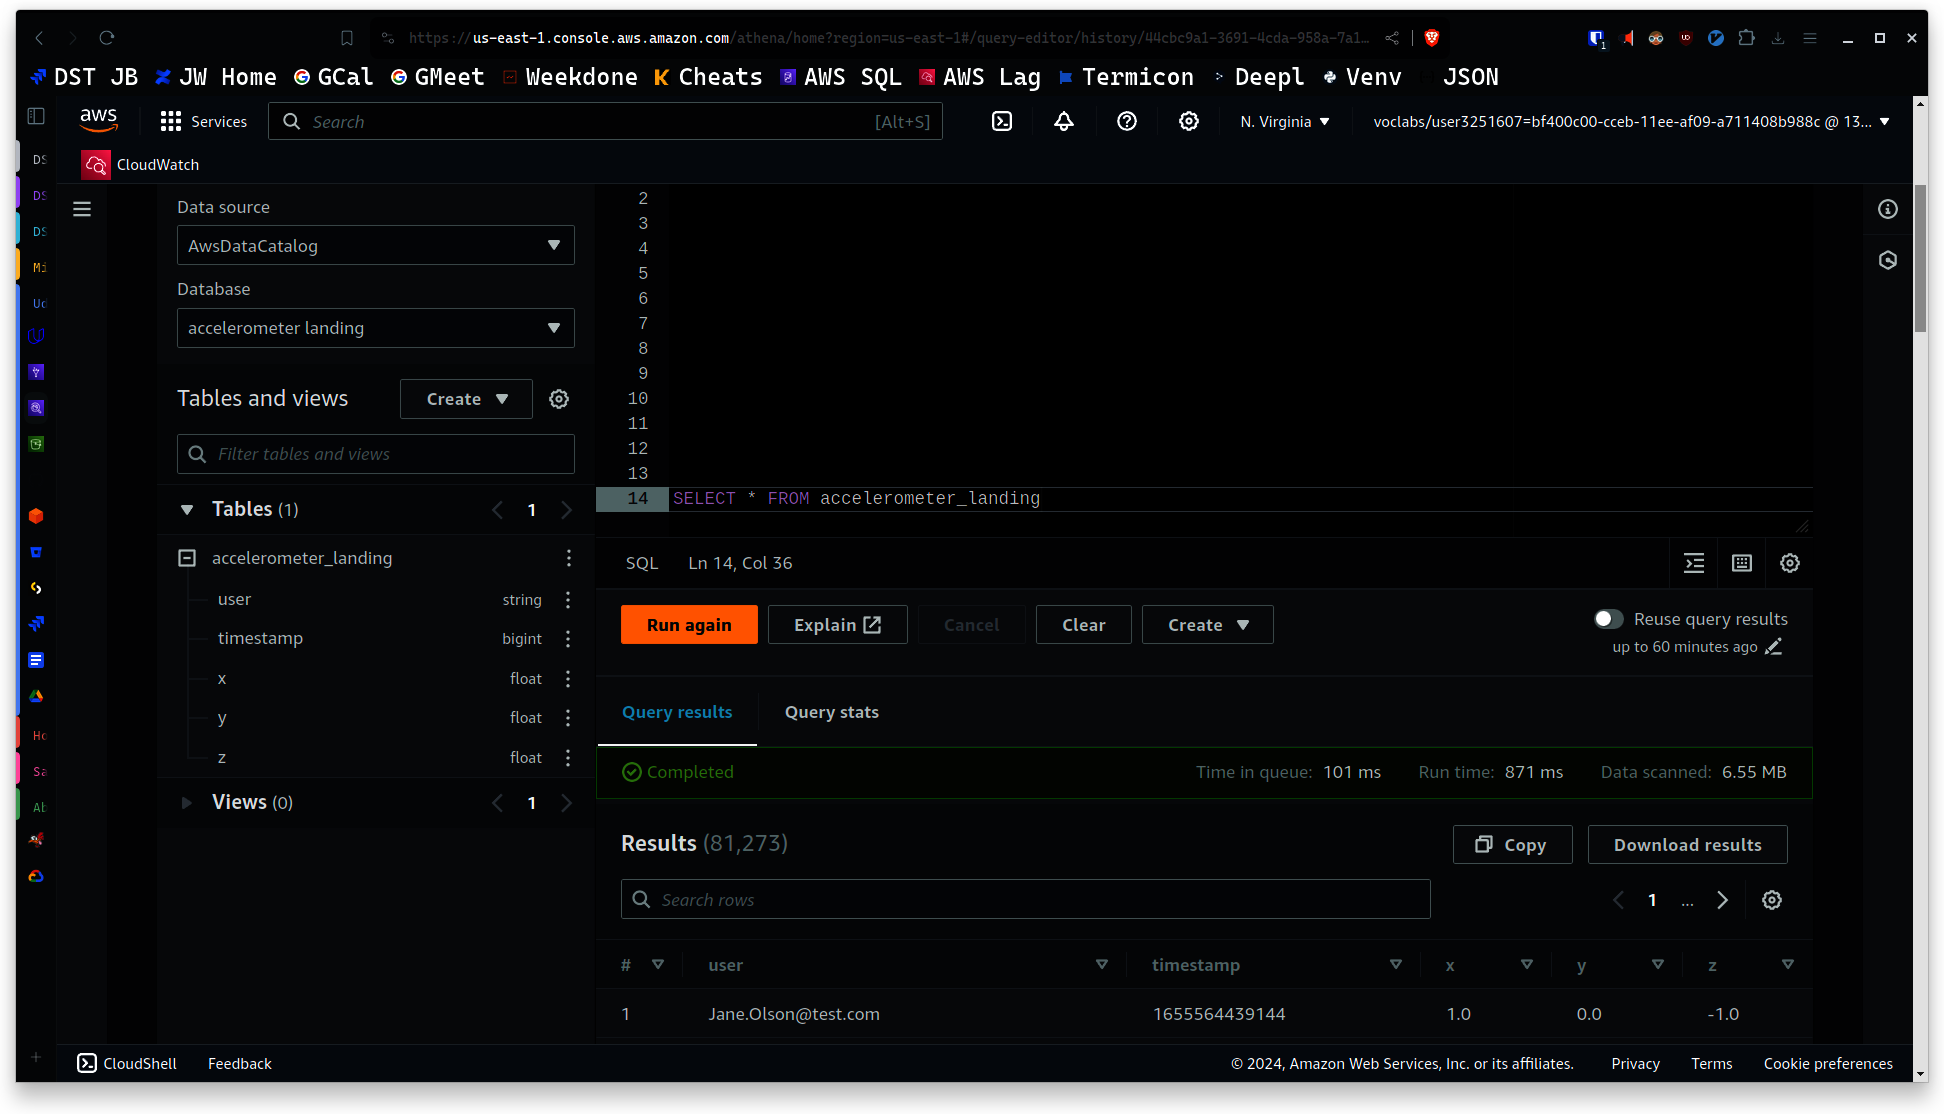 https://us-east-1.console.aws.amazon.com/athena/home?region=us-east-1#/query-editor/history/44cbc9a1-3691-4cda-958a-7a1...
DST JB JW Home GCal GMeet Weekdone Cheats AWS SQL AWS Lag Termicon Deepl Venv JSON
aws Services Search [Alt+S] N. Virginia voclabs/user3251607=bf400c00-cceb-11ee-af09-a711408b988c @ 13...
CloudWatch
DS
DS
DS
Mi
Ud
Ho
Sa
Ab
Data source
AwsDataCatalog
Database
accelerometer landing
Tables and views
Create
Filter tables and views
Tables (1) 1
accelerometer_landing
user string
timestamp bigint
x float
y float
z float
Views (0) 1
2
3
4
5
6
7
8
9
10
11
12
13
14 SELECT * FROM accelerometer_landing
SQL Ln 14, Col 36
Run again Explain Cancel Clear Create
Reuse query results
up to 60 minutes ago
Query results Query stats
Completed Time in queue: 101 ms Run time: 871 ms Data scanned: 6.55 MB
Results (81,273)
Copy Download results
Search rows 1 ...
# user timestamp x y z
1 Jane.Olson@test.com 1655564439144 1.0 0.0 -1.0
CloudShell Feedback © 2024, Amazon Web Services, Inc. or its affiliates. Privacy Terms Cookie preferences